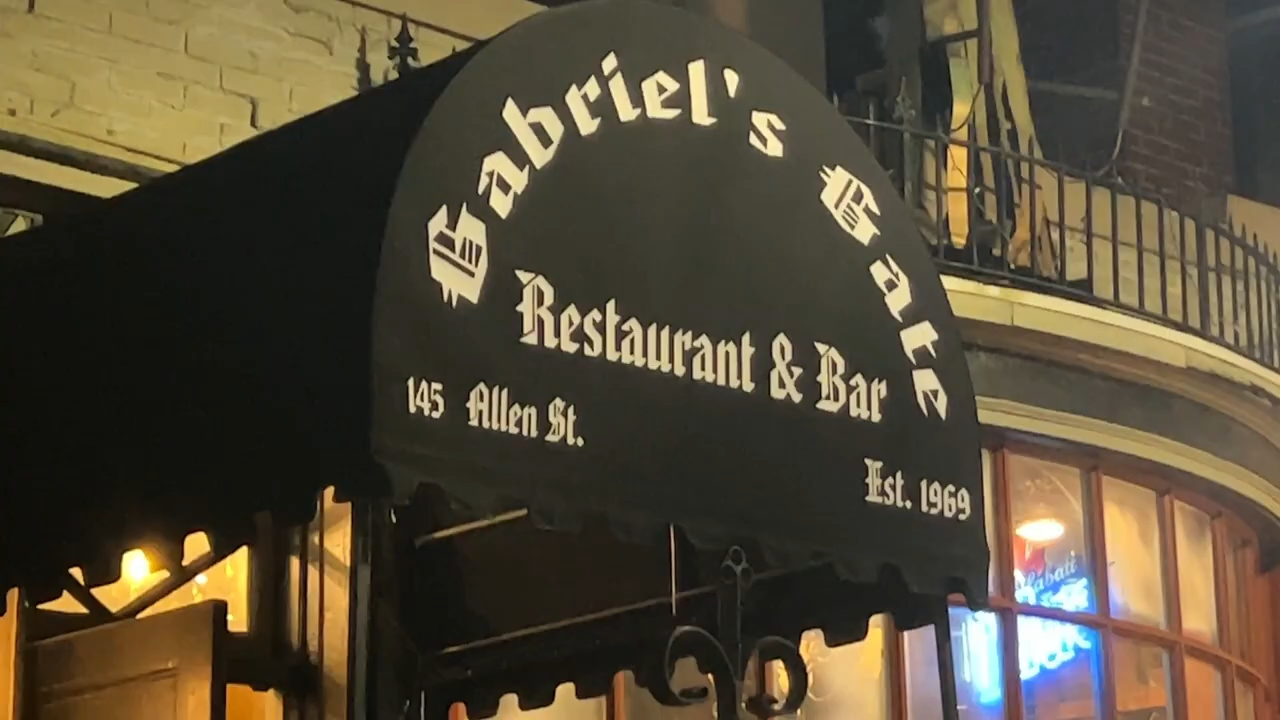 Gabriel's Gate
Restaurant & Bar
145 Allen St.
Est. 1969
Labatt